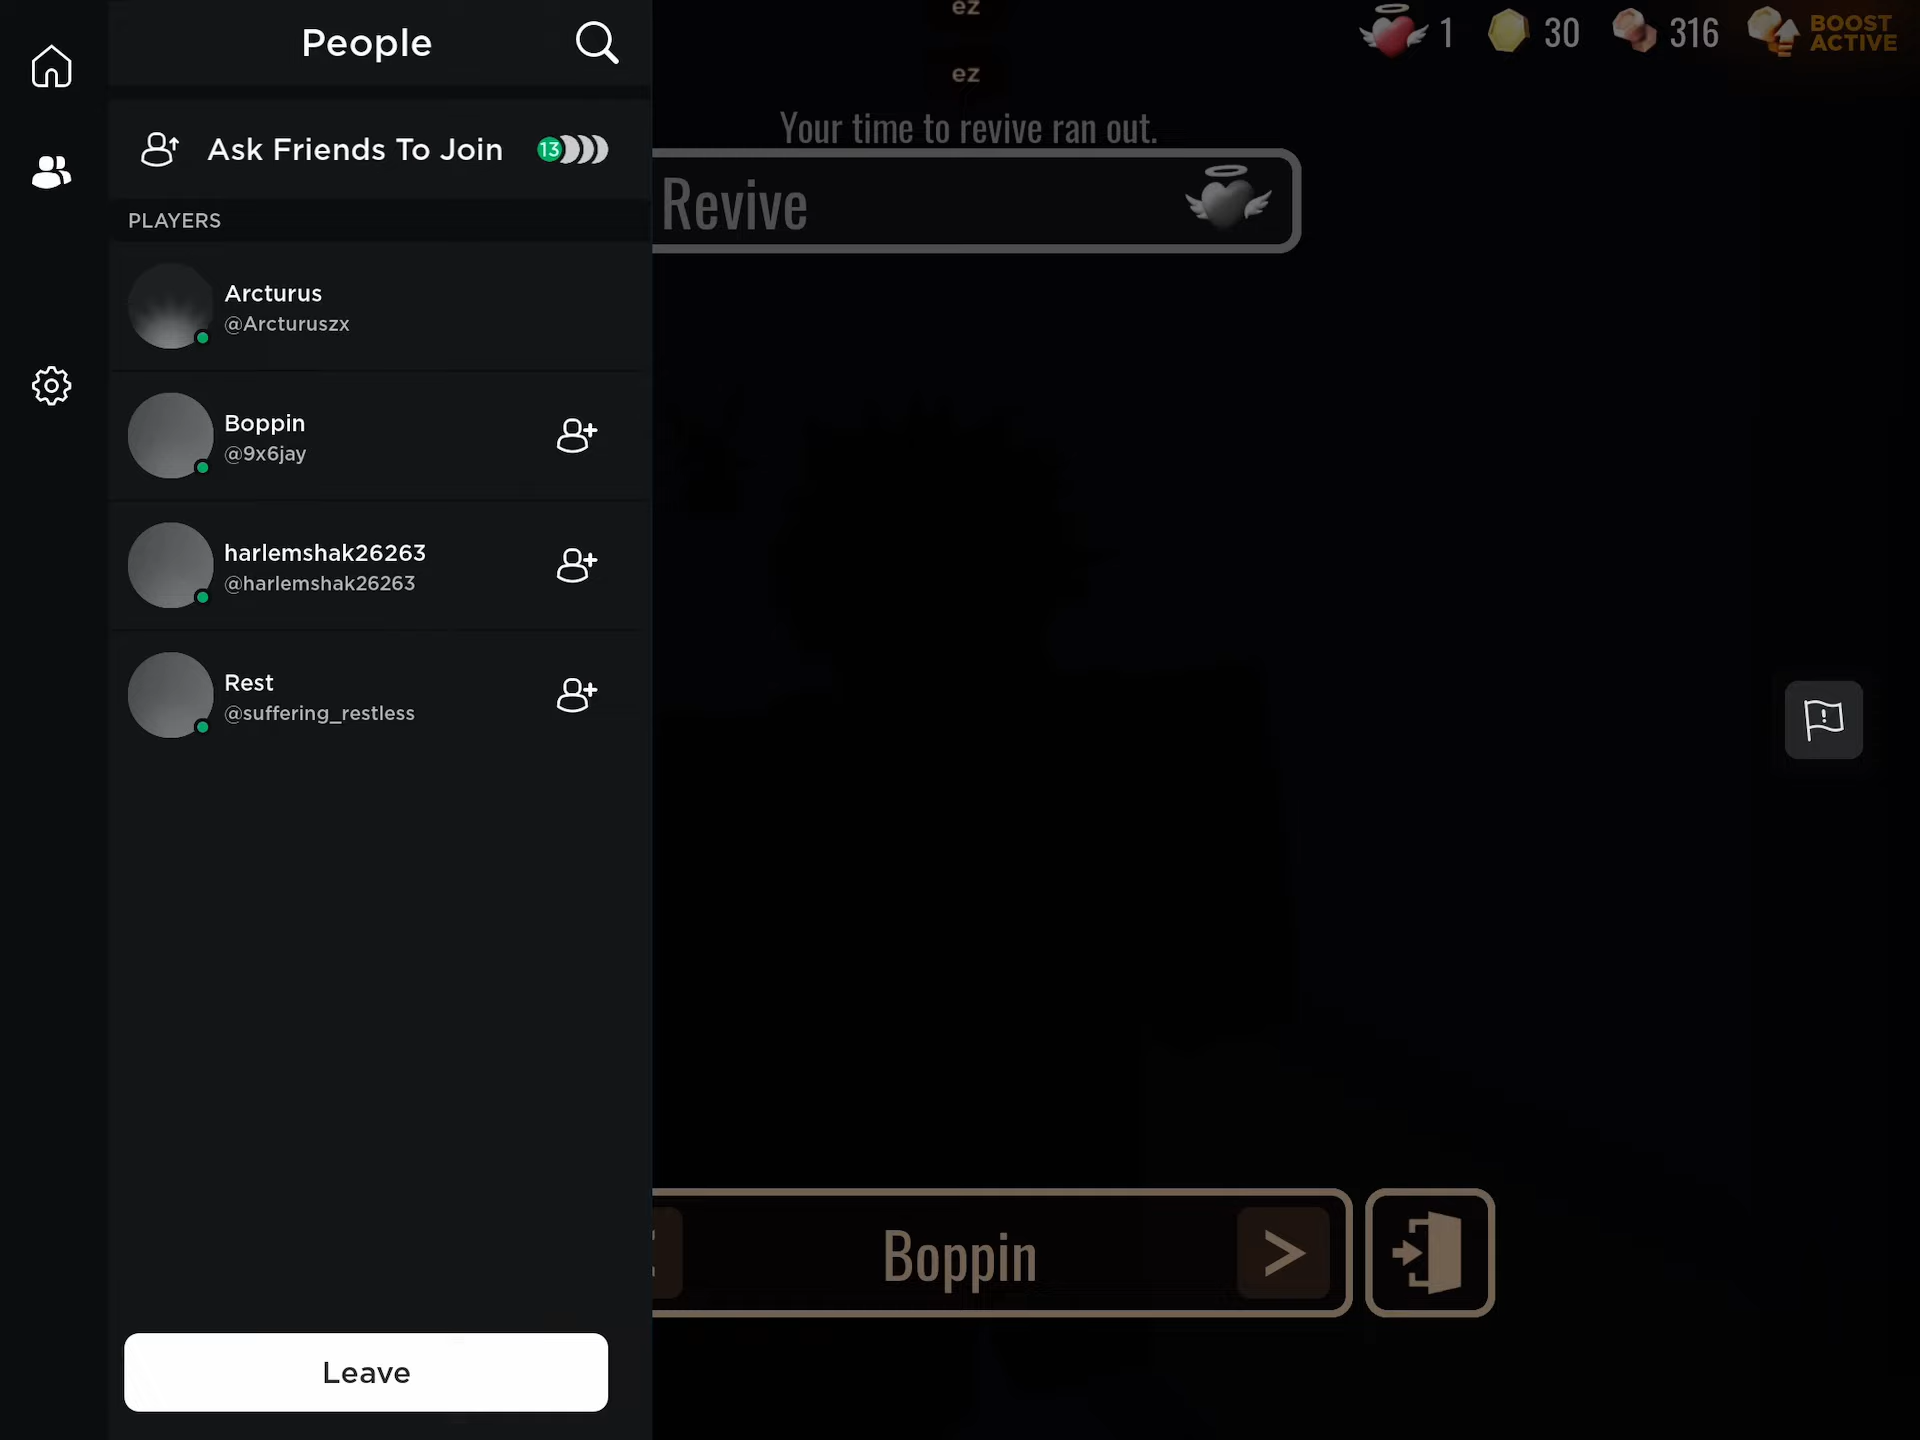 People
Ask Friends To Join
13
PLAYERS
Arcturus
@Arcturuszx
Boppin
@9x6jay
harlemshak26263
@harlemshak26263
Rest
@suffering_restless
Leave
ez
ez
Your time to revive ran out.
Revive
1
30
316
BOOST
ACTIVE
Boppin
>